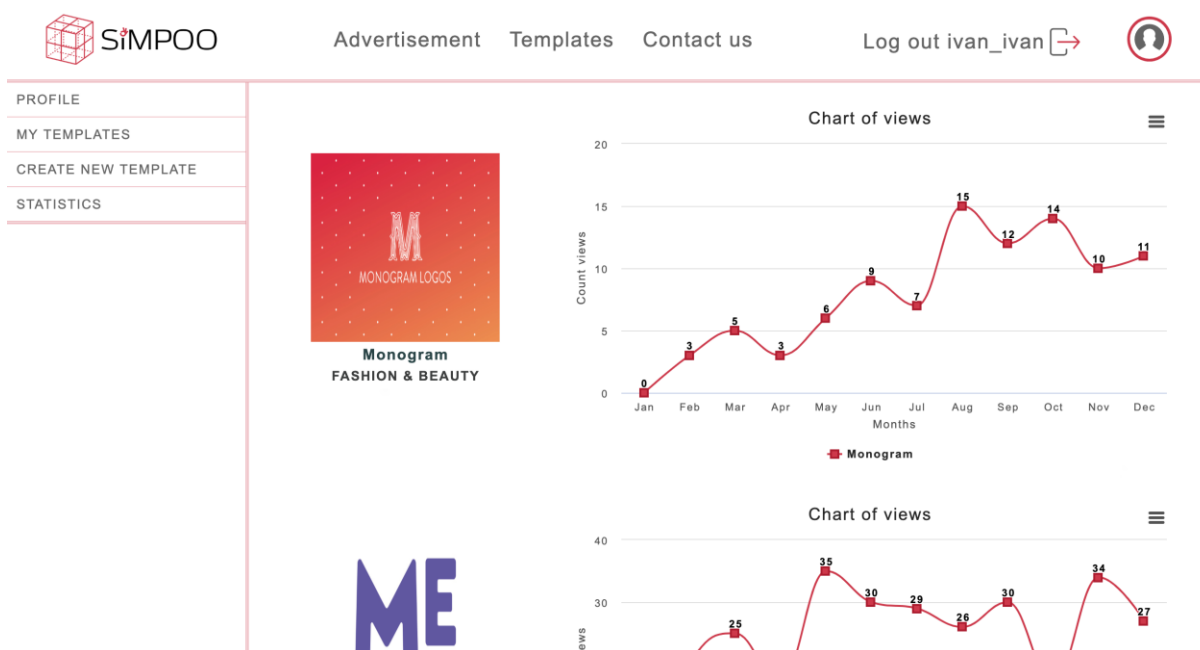 SiMPOO
Advertisement Templates Contact us
Log out ivan_ivan
PROFILE
MY TEMPLATES
CREATE NEW TEMPLATE
STATISTICS
M
MONOGRAM LOGOS
Monogram
FASHION & BEAUTY
Chart of views
20
15
10
5
0
Count views
0
3
5
3
6
9
7
15
12
14
10
11
Jan Feb Mar Apr May Jun Jul Aug Sep Oct Nov Dec
Months
Monogram
ME
Chart of views
40
30
25
35
30
29
26
30
34
27